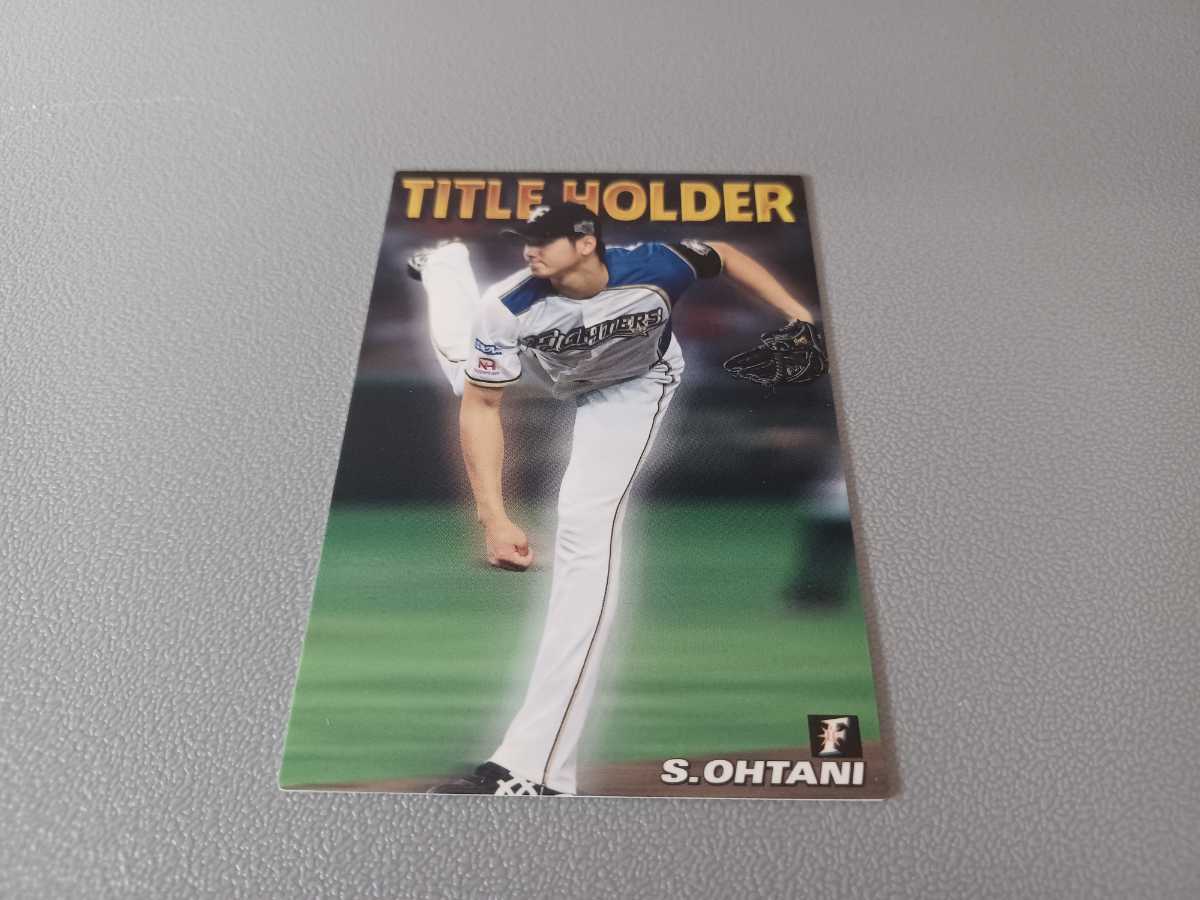 TITLE HOLDER
F
FIGHTERS
F
S.OHTANI